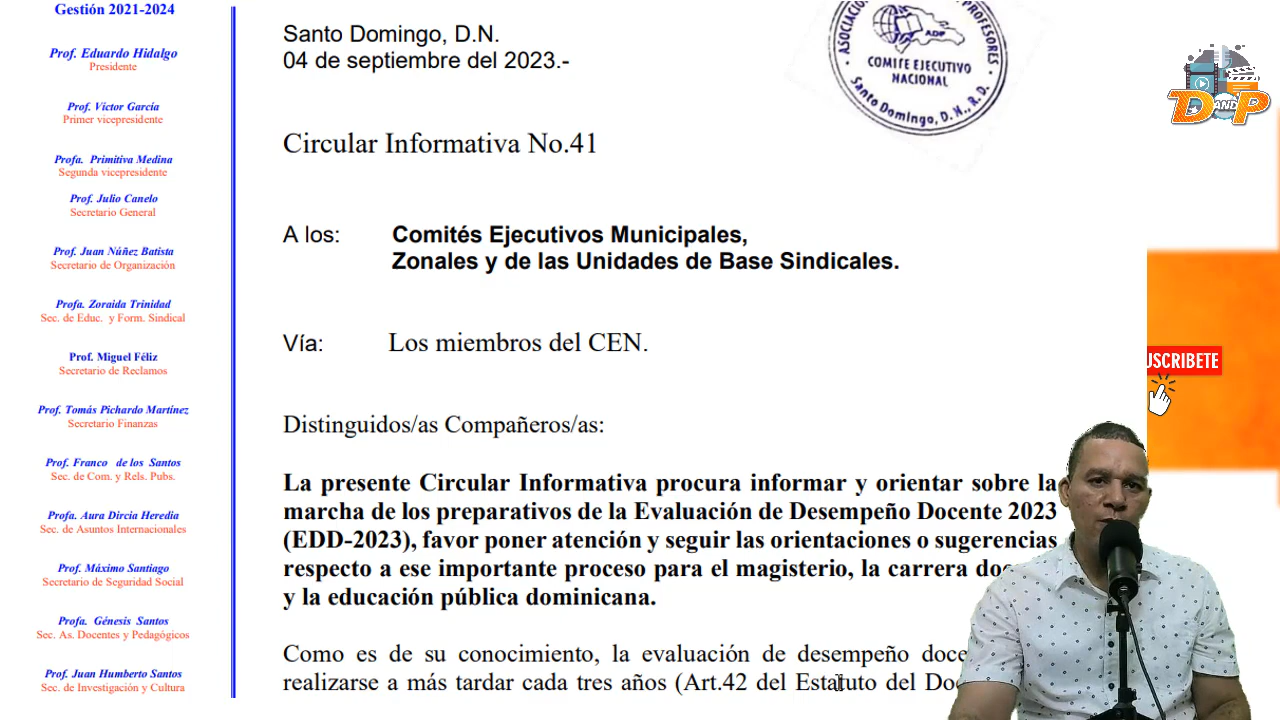 Gestión 2021-2024
Prof. Eduardo Hidalgo
Presidente
Prof. Víctor García
Primer vicepresidente
Profa. Primitiva Medina
Segunda vicepresidente
Prof. Julio Canelo
Secretario General
Prof. Juan Núñez Batista
Secretario de Organización
Profa. Zoraida Trinidad
Sec. de Educ. y Form. Sindical
Prof. Miguel Féliz
Secretario de Reclamos
Prof. Tomás Pichardo Martínez
Secretario Finanzas
Prof. Franco de los Santos
Sec. de Com. y Rels. Pubs.
Profa. Aura Dircia Heredia
Sec. de Asuntos Internacionales
Prof. Máximo Santiago
Secretario de Seguridad Social
Profa. Génesis Santos
Sec. As. Docentes y Pedagógicos
Prof. Juan Humberto Santos
Sec. de Investigación y Cultura
Santo Domingo, D.N.
04 de septiembre del 2023.-
Circular Informativa No.41
A los: Comités Ejecutivos Municipales,
Zonales y de las Unidades de Base Sindicales.
Vía: Los miembros del CEN.
Distinguidos/as Compañeros/as:
La presente Circular Informativa procura informar y orientar sobre la
marcha de los preparativos de la Evaluación de Desempeño Docente 2023
(EDD-2023), favor poner atención y seguir las orientaciones o sugerencias
respecto a ese importante proceso para el magisterio, la carrera do
y la educación pública dominicana.
Como es de su conocimiento, la evaluación de desempeño doce
realizarse a más tardar cada tres años (Art.42 del Estatuto del Do
PROFESORES
ADP
COMITE EJECUTIVO
NACIONAL
Santo Domingo, D.N., R.D.
D AND P
USCRIBETE